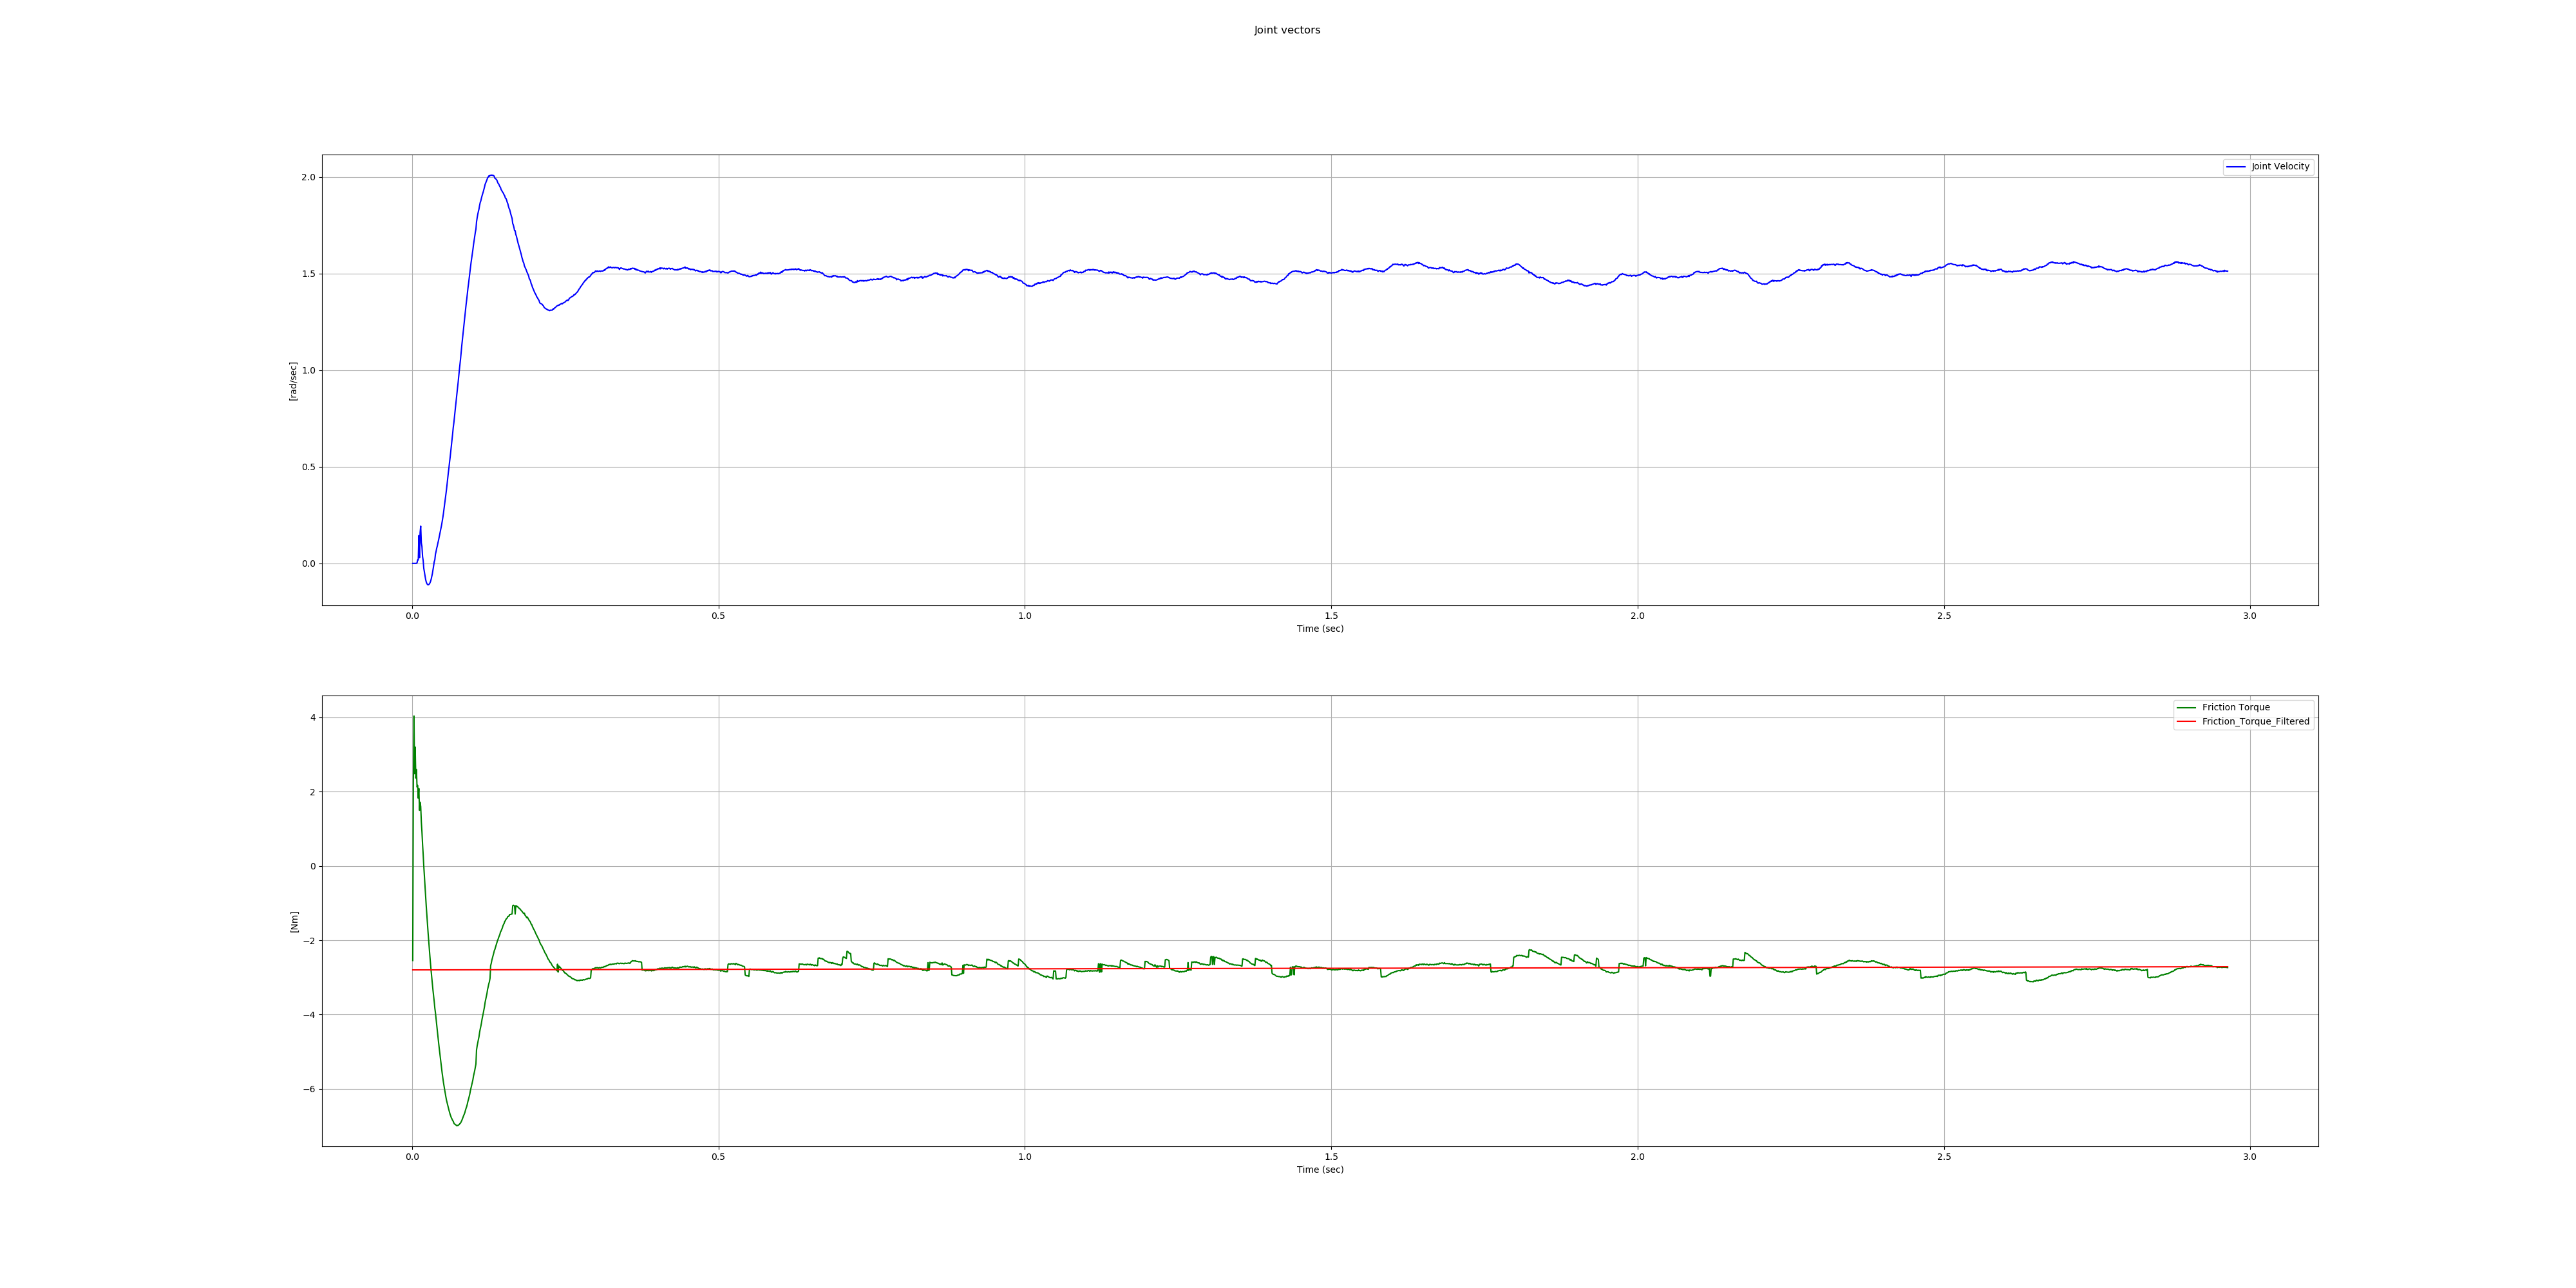 Joint vectors
Joint Velocity
2.0
1.5
1.0
0.5
0.0
[rad/sec]
0.0 0.5 1.0 1.5 2.0 2.5 3.0
Time (sec)
Friction Torque
Friction_Torque_Filtered
4
2
0
−2
−4
−6
[Nm]
0.0 0.5 1.0 1.5 2.0 2.5 3.0
Time (sec)